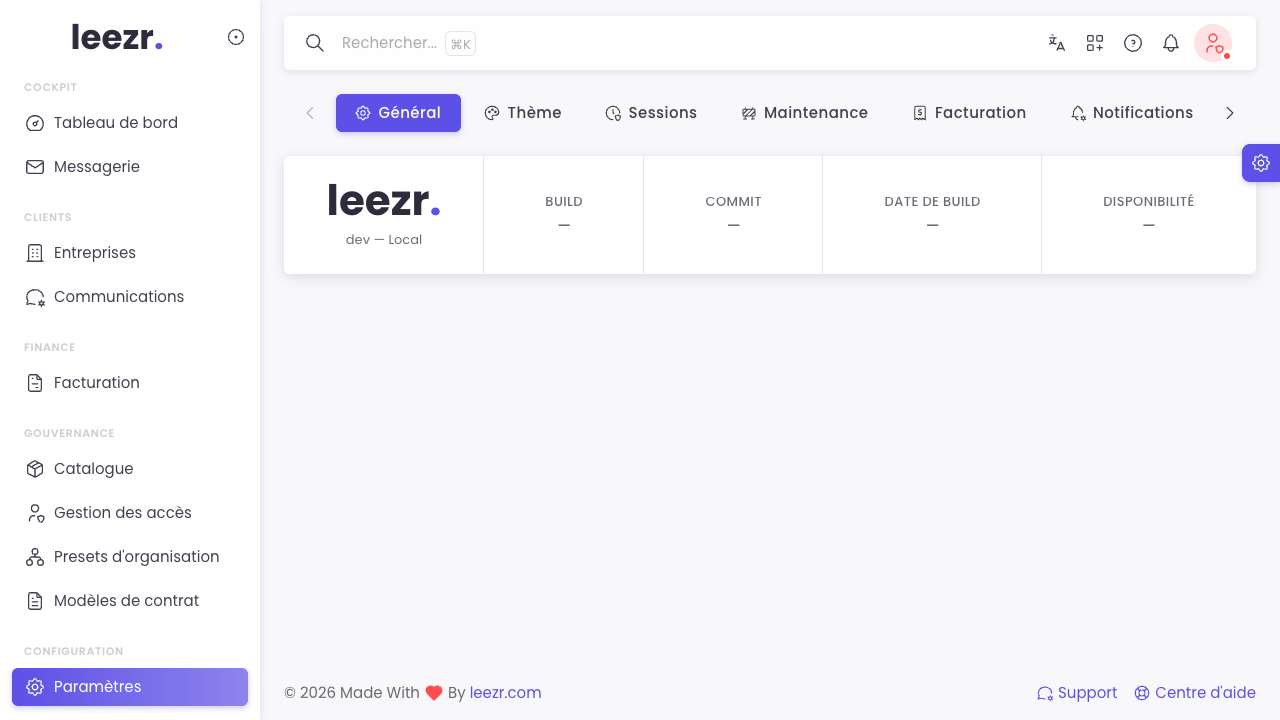 leezr.
COCKPIT
Tableau de bord
Messagerie
CLIENTS
Entreprises
Communications
FINANCE
Facturation
GOUVERNANCE
Catalogue
Gestion des accès
Presets d'organisation
Modèles de contrat
CONFIGURATION
Paramètres
Rechercher... ⌘K
Général Thème Sessions Maintenance Facturation Notifications
leezr.
dev — Local
BUILD
—
COMMIT
—
DATE DE BUILD
—
DISPONIBILITÉ
—
© 2026 Made With ❤ By leezr.com
Support Centre d'aide